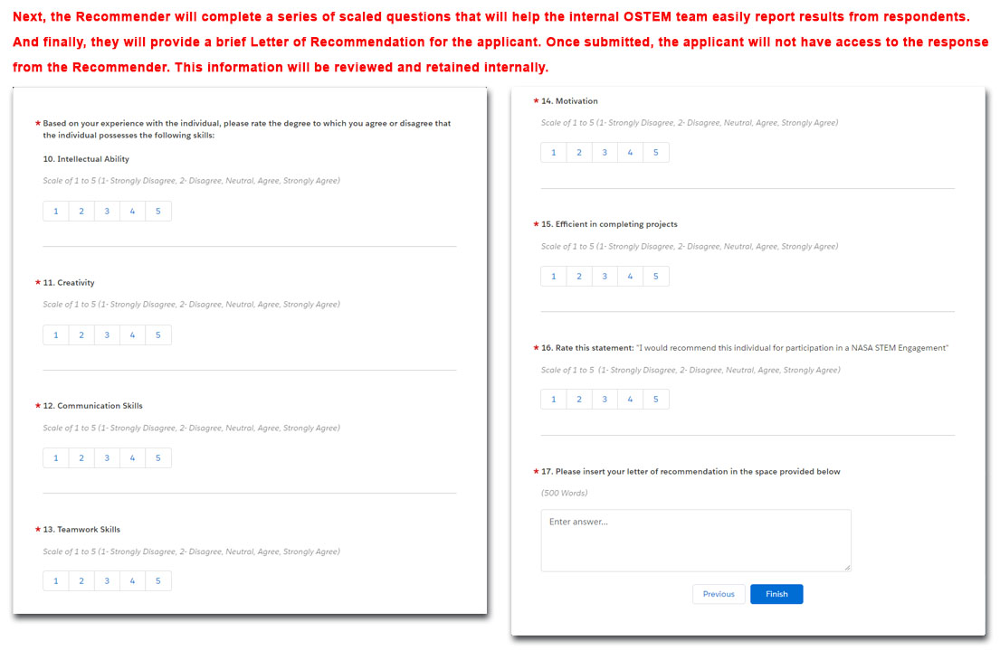 Next, the Recommender will complete a series of scaled questions that will help the internal OSTEM team easily report results from respondents.
And finally, they will provide a brief Letter of Recommendation for the applicant. Once submitted, the applicant will not have access to the response
from the Recommender. This information will be reviewed and retained internally.
* Based on your experience with the individual, please rate the degree to which you agree or disagree that
the individual possesses the following skills:
10. Intellectual Ability
Scale of 1 to 5 (1- Strongly Disagree, 2- Disagree, Neutral, Agree, Strongly Agree)
1 2 3 4 5
* 11. Creativity
Scale of 1 to 5 (1- Strongly Disagree, 2- Disagree, Neutral, Agree, Strongly Agree)
1 2 3 4 5
* 12. Communication Skills
Scale of 1 to 5 (1- Strongly Disagree, 2- Disagree, Neutral, Agree, Strongly Agree)
1 2 3 4 5
* 13. Teamwork Skills
Scale of 1 to 5 (1- Strongly Disagree, 2- Disagree, Neutral, Agree, Strongly Agree)
1 2 3 4 5
* 14. Motivation
Scale of 1 to 5 (1- Strongly Disagree, 2- Disagree, Neutral, Agree, Strongly Agree)
1 2 3 4 5
* 15. Efficient in completing projects
Scale of 1 to 5 (1- Strongly Disagree, 2- Disagree, Neutral, Agree, Strongly Agree)
1 2 3 4 5
* 16. Rate this statement: "I would recommend this individual for participation in a NASA STEM Engagement"
Scale of 1 to 5 (1- Strongly Disagree, 2- Disagree, Neutral, Agree, Strongly Agree)
1 2 3 4 5
* 17. Please insert your letter of recommendation in the space provided below
(500 Words)
Enter answer...
Previous Finish